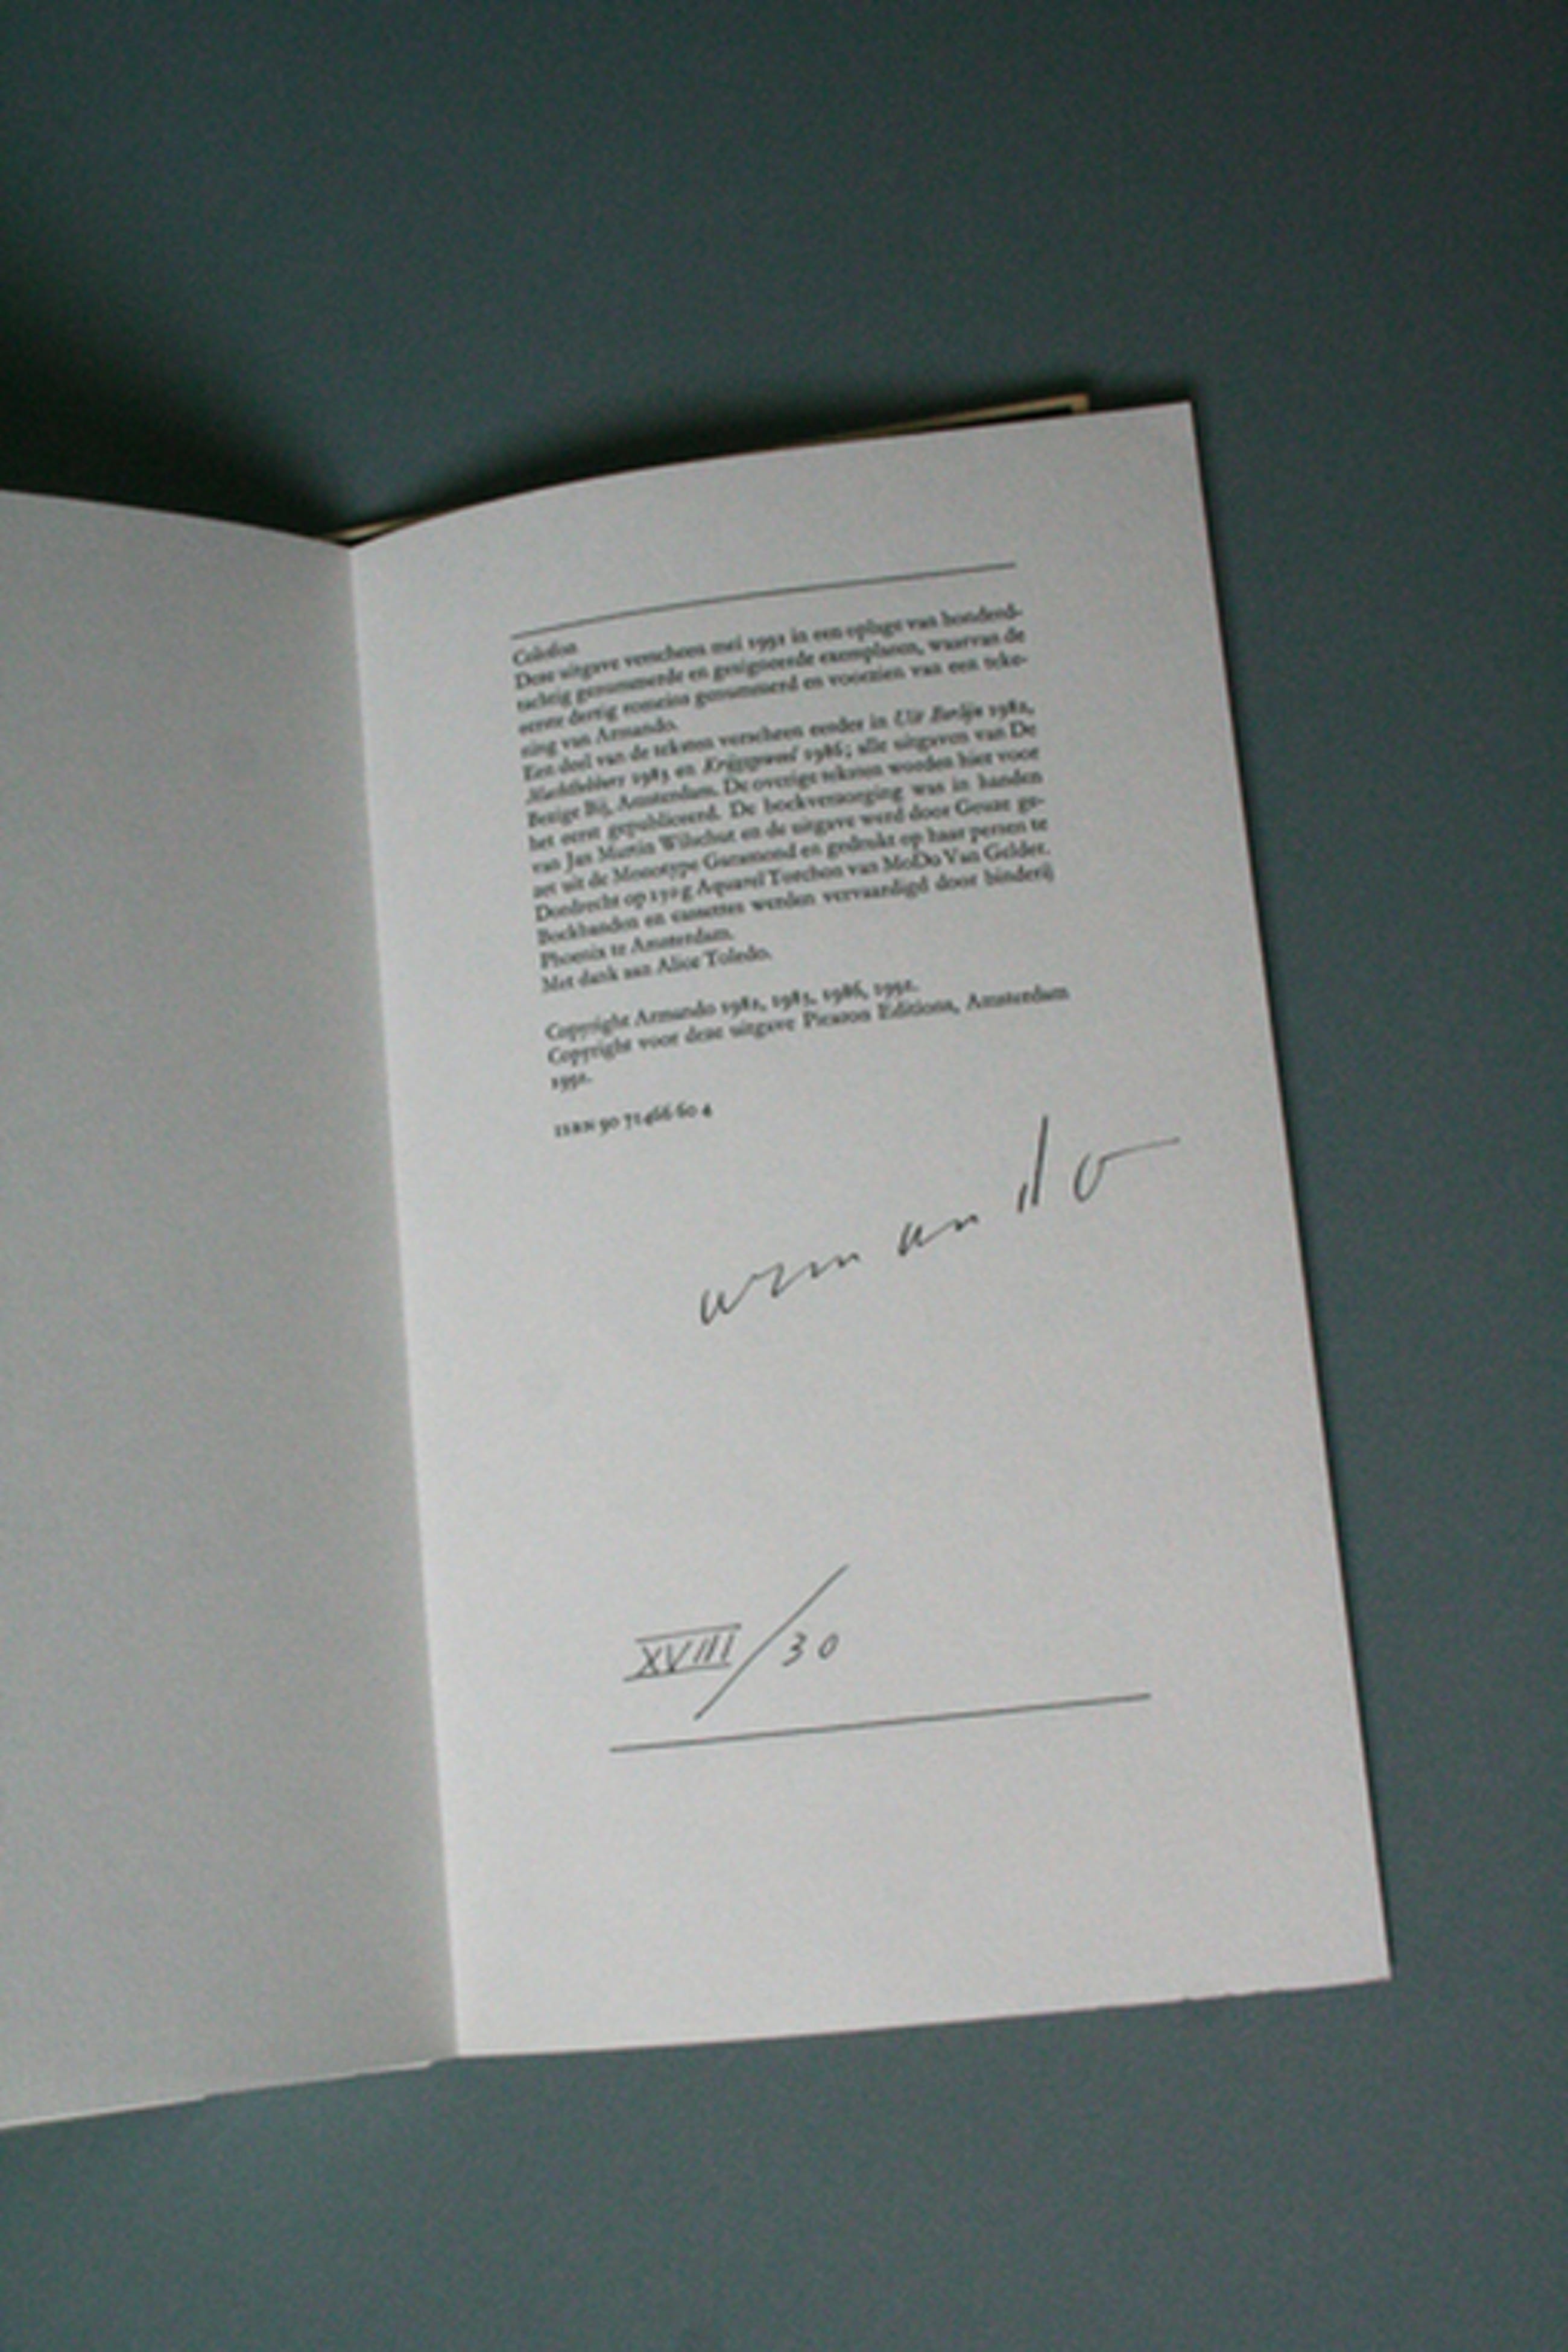 Colofon
Deze uitgave verscheen mei 1992 in een oplage van honderd-
tachtig genummerde en gesigneerde exemplaren, waarvan de
eerste dertig romeins genummerd en voorzien van een teke-
ning van Armando.
Een deel van de teksten verscheen eerder in Uit Berlijn 1982,
Machthebbers 1983 en Krijgsgewoel 1986; alle uitgaven van De
Bezige Bij, Amsterdam. De overige teksten worden hier voor
het eerst gepubliceerd. De boekverzorging was in handen
van Jan Martin Wilschut en de uitgave werd door Geuze ge-
zet uit de Monotype Garamond en gedrukt op haar persen te
Dordrecht op 170 g Aquarel Torchon van MoDo Van Gelder.
Boekbanden en cassettes werden vervaardigd door binderij
Phoenix te Amsterdam.
Met dank aan Alice Toledo.
Copyright Armando 1982, 1983, 1986, 1992.
Copyright voor deze uitgave Picaron Editions, Amsterdam
1992.
ISBN 90 71466 60 4
armando
XVIII/30